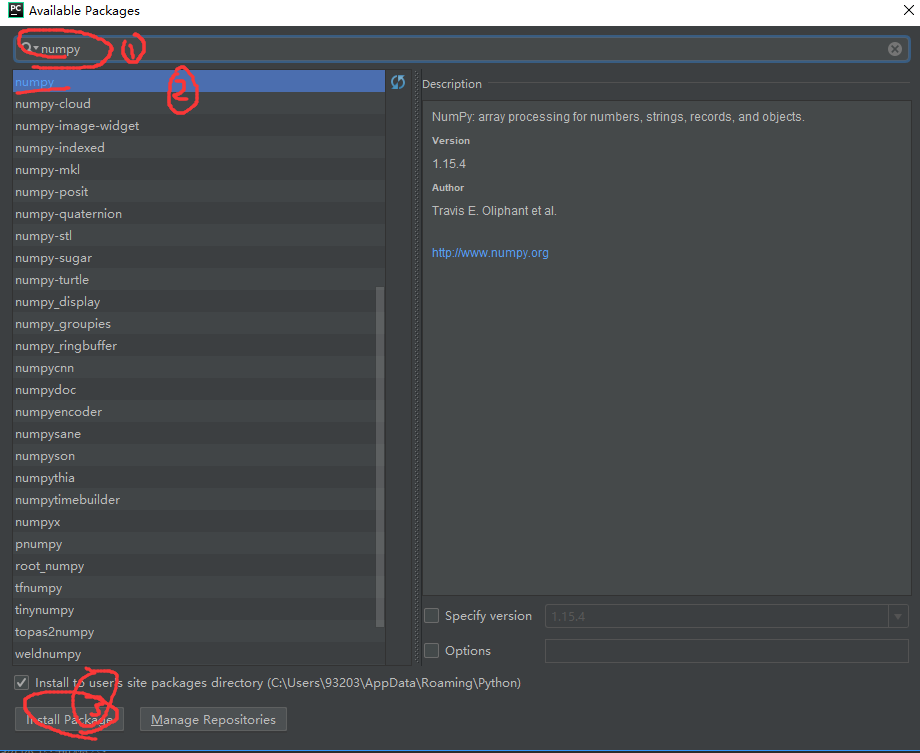 PC Available Packages
numpy 1
numpy 2
numpy-cloud
numpy-image-widget
numpy-indexed
numpy-mkl
numpy-posit
numpy-quaternion
numpy-stl
numpy-sugar
numpy-turtle
numpy_display
numpy_groupies
numpy_ringbuffer
numpycnn
numpydoc
numpyencoder
numpysane
numpyson
numpythia
numpytimebuilder
numpyx
pnumpy
root_numpy
tfnumpy
tinynumpy
topas2numpy
weldnumpy
Description
NumPy: array processing for numbers, strings, records, and objects.
Version
1.15.4
Author
Travis E. Oliphant et al.
http://www.numpy.org
Specify version 1.15.4
Options
Install to user's site packages directory (C:\Users\93203\AppData\Roaming\Python)
3
Install Package Manage Repositories